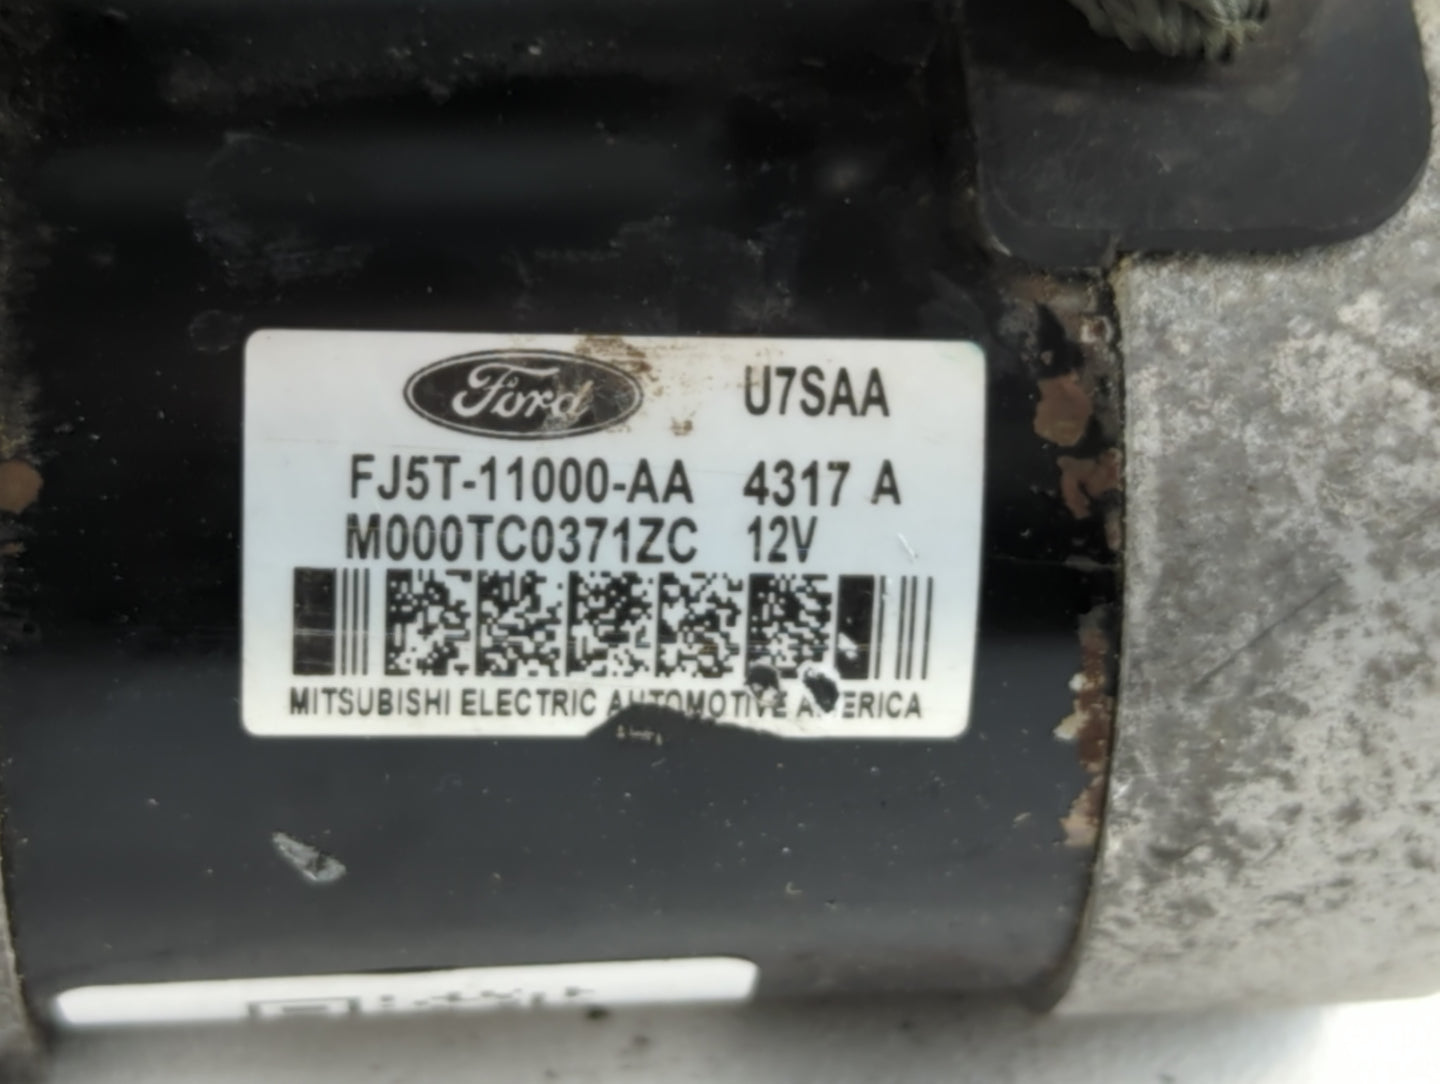 Ford U7SAA
FJ5T-11000-AA 4317 A
M000TC0371ZC 12V
MITSUBISHI ELECTRIC AUTOMOTIVE AMERICA